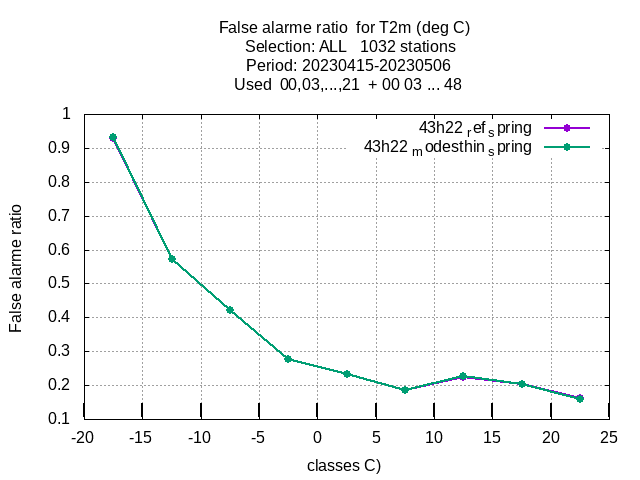 False alarme ratio  for T2m (deg C)
Selection: ALL   1032 stations
Period: 20230415-20230506
Used  00,03,...,21  + 00 03 ... 48
43h22 ref spring
43h22 modesthin spring
1
0.9
0.8
0.7
0.6
0.5
0.4
0.3
0.2
0.1
False alarme ratio
-20 -15 -10 -5 0 5 10 15 20 25
classes C)